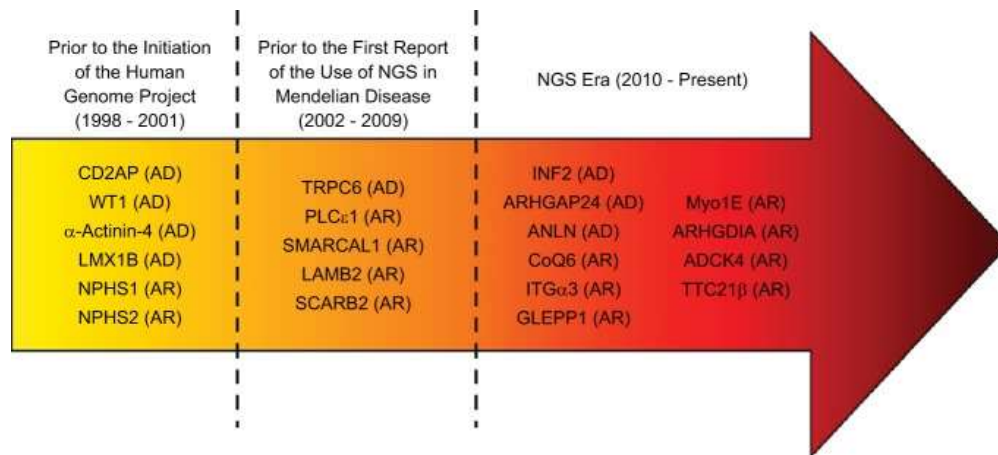 Prior to the Initiation
of the Human
Genome Project
(1998 - 2001)
Prior to the First Report
of the Use of NGS in
Mendelian Disease
(2002 - 2009)
NGS Era (2010 - Present)
CD2AP (AD)
WT1 (AD)
α-Actinin-4 (AD)
LMX1B (AD)
NPHS1 (AR)
NPHS2 (AR)
TRPC6 (AD)
PLCε1 (AR)
SMARCAL1 (AR)
LAMB2 (AR)
SCARB2 (AR)
INF2 (AD)
ARHGAP24 (AD)
ANLN (AD)
CoQ6 (AR)
ITGα3 (AR)
GLEPP1 (AR)
Myo1E (AR)
ARHGDIA (AR)
ADCK4 (AR)
TTC21β (AR)